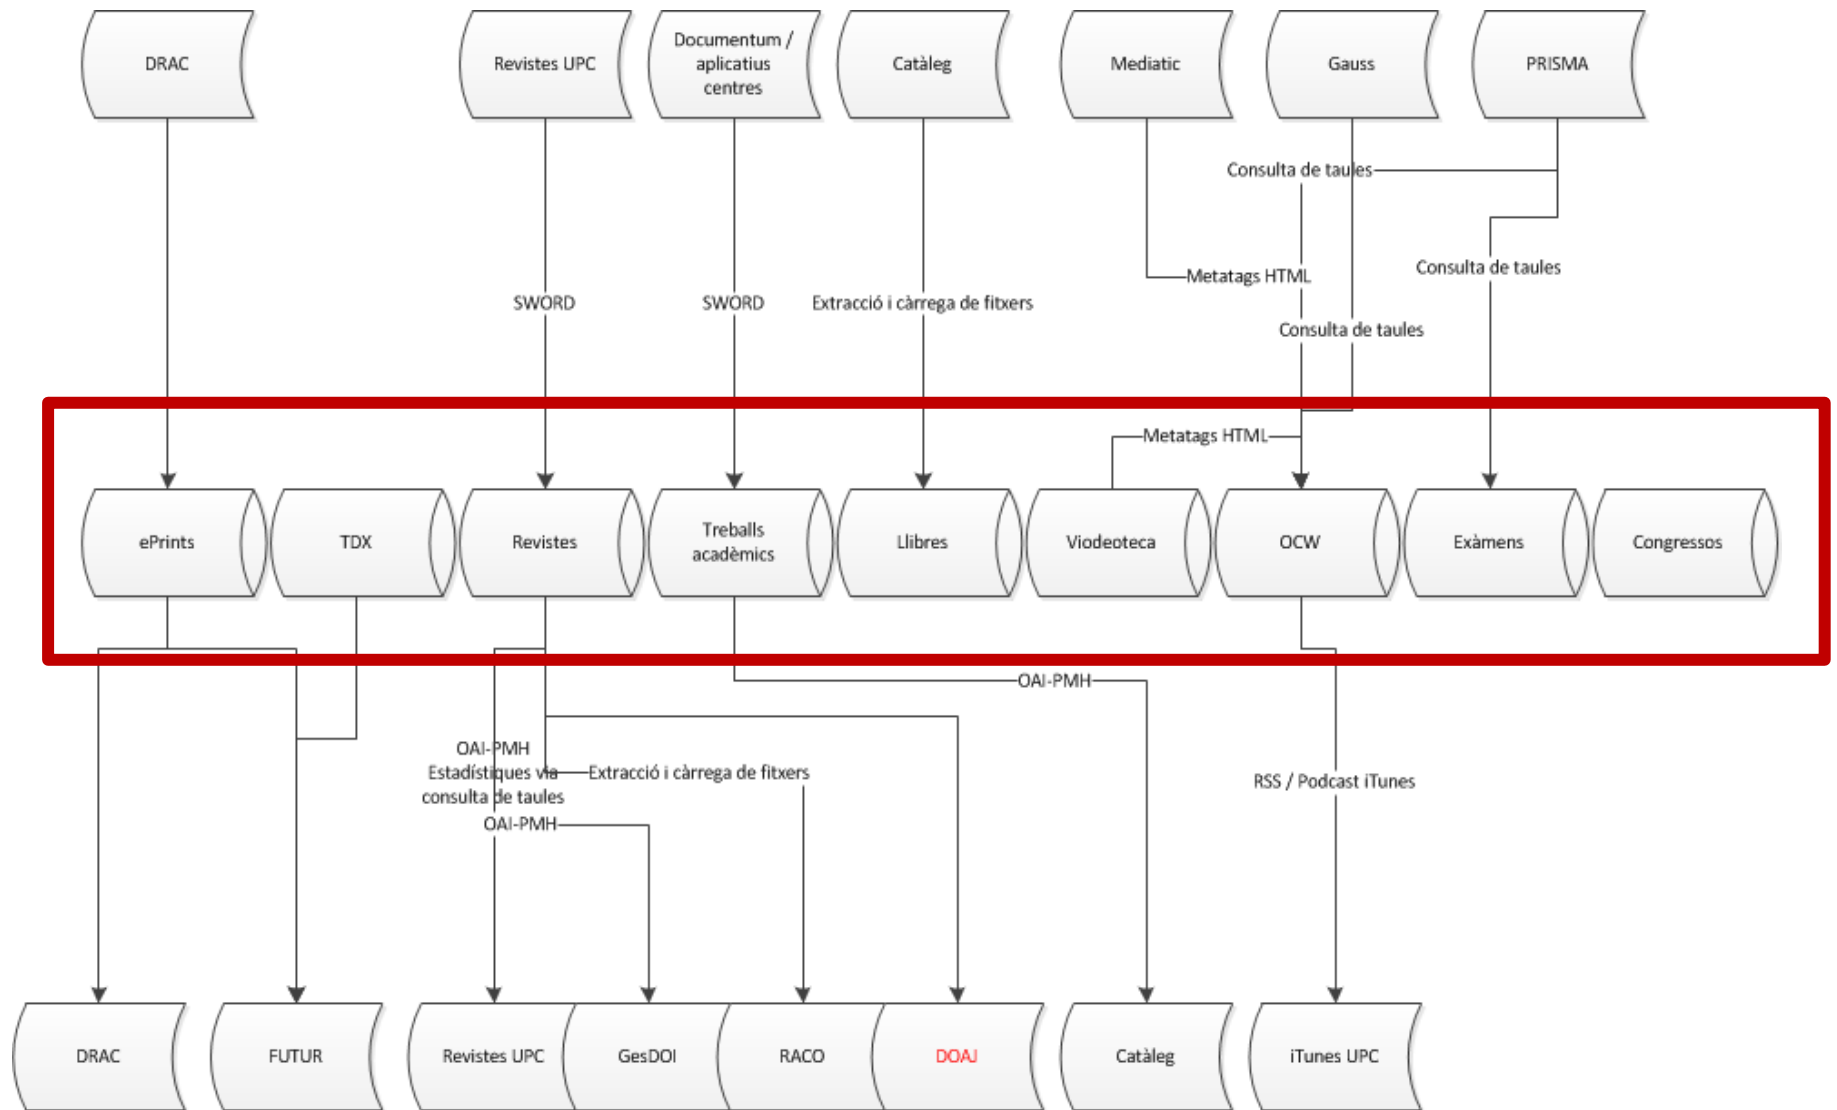 DRAC
Revistes UPC
Documentum /
aplicatius
centres
Catàleg
Mediatic
Gauss
PRISMA
Consulta de taules
Consulta de taules
Metatags HTML
SWORD
SWORD
Extracció i càrrega de fitxers
Consulta de taules
Metatags HTML
ePrints
TDX
Revistes
Treballs
acadèmics
Llibres
Viodeoteca
OCW
Exàmens
Congressos
OAI-PMH
OAI-PMH
Estadístiques via
consulta de taules
Extracció i càrrega de fitxers
RSS / Podcast iTunes
OAI-PMH
DRAC
FUTUR
Revistes UPC
GesDOI
RACO
DOAJ
Catàleg
iTunes UPC